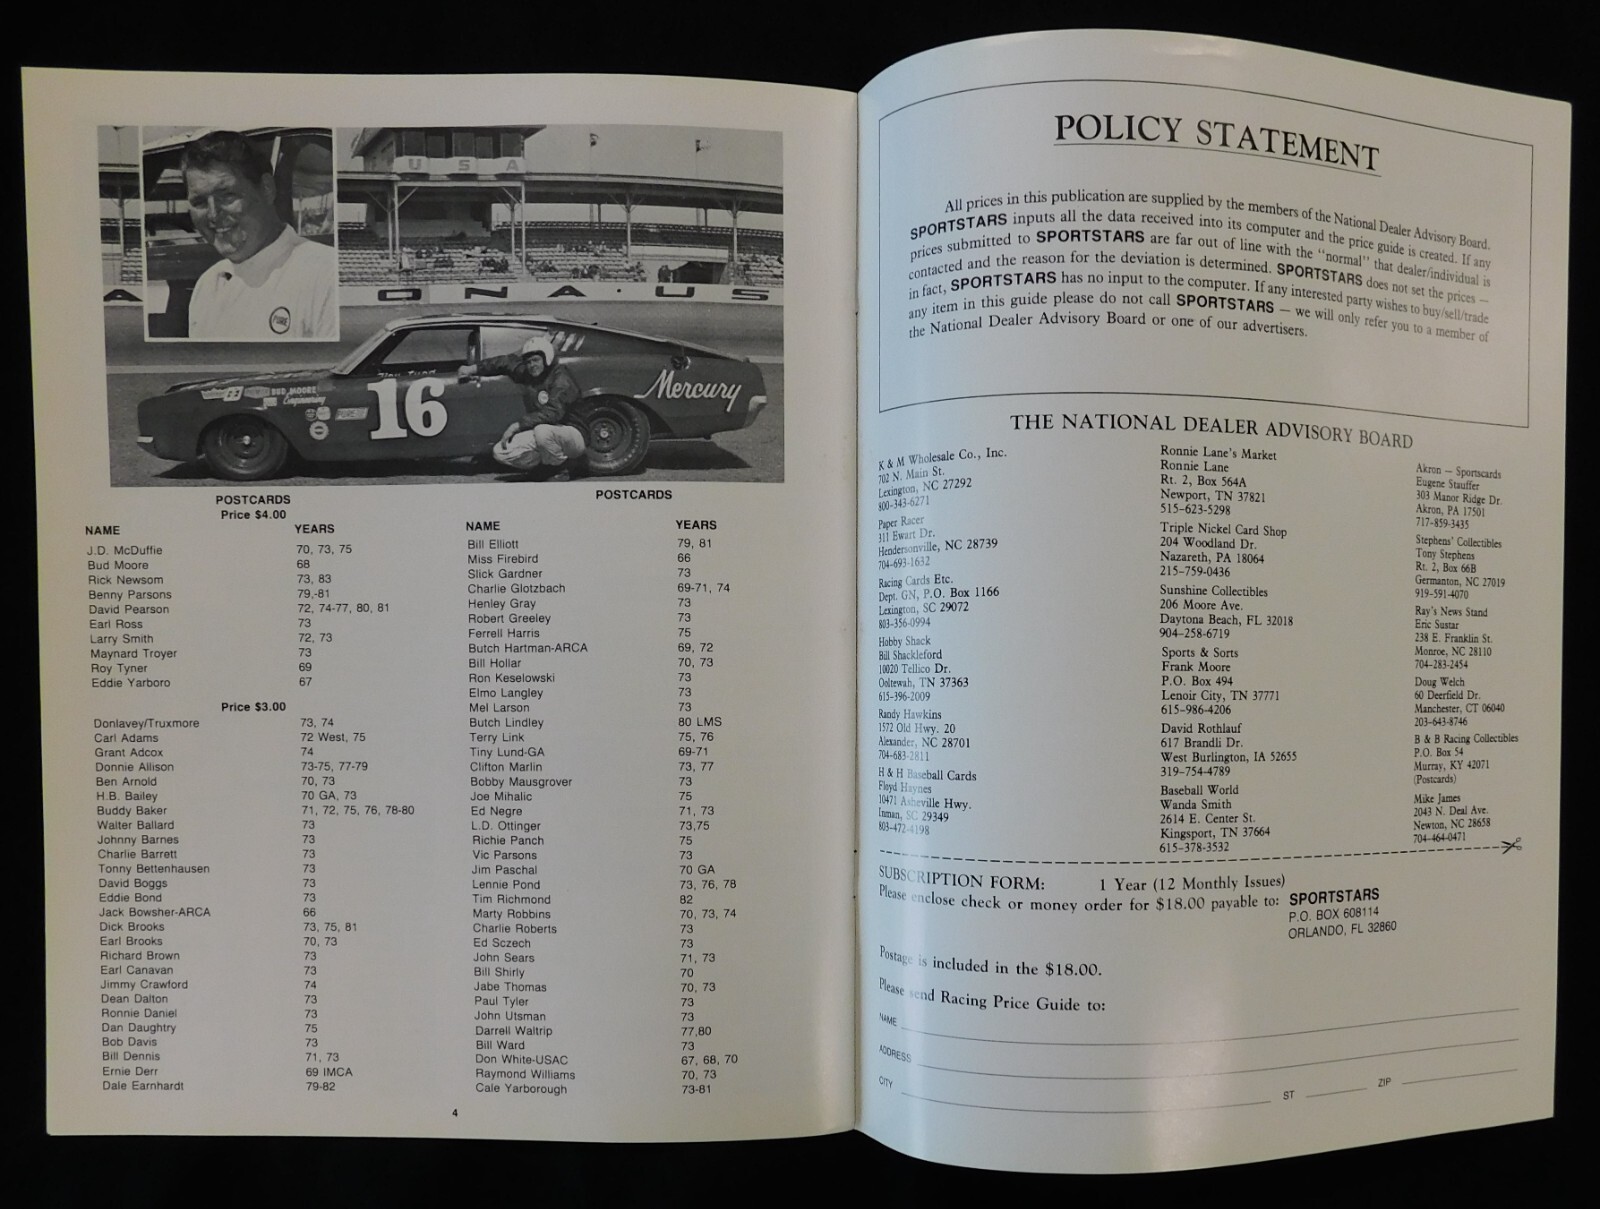 USA
NA·US
PURE
BUD MOORE
Engineering
PURE
16
Mercury
POSTCARDS
Price $4.00
NAME YEARS
J.D. McDuffie 70, 73, 75
Bud Moore 68
Rick Newsom 73, 83
Benny Parsons 79,-81
David Pearson 72, 74-77, 80, 81
Earl Ross 73
Larry Smith 72, 73
Maynard Troyer 73
Roy Tyner 69
Eddie Yarboro 67
Price $3.00
Donlavey/Truxmore 73, 74
Carl Adams 72 West, 75
Grant Adcox 74
Donnie Allison 73-75, 77-79
Ben Arnold 70, 73
H.B. Bailey 70 GA, 73
Buddy Baker 71, 72, 75, 76, 78-80
Walter Ballard 73
Johnny Barnes 73
Charlie Barrett 73
Tonny Bettenhausen 73
David Boggs 73
Eddie Bond 73
Jack Bowsher-ARCA 66
Dick Brooks 73, 75, 81
Earl Brooks 70, 73
Richard Brown 73
Earl Canavan 73
Jimmy Crawford 74
Dean Dalton 73
Ronnie Daniel 73
Dan Daughtry 75
Bob Davis 73
Bill Dennis 71, 73
Ernie Derr 69 IMCA
Dale Earnhardt 79-82
POSTCARDS
NAME YEARS
Bill Elliott 79, 81
Miss Firebird 66
Slick Gardner 73
Charlie Glotzbach 69-71, 74
Henley Gray 73
Robert Greeley 73
Ferrell Harris 75
Butch Hartman-ARCA 69, 72
Bill Hollar 70, 73
Ron Keselowski 73
Elmo Langley 73
Mel Larson 73
Butch Lindley 80 LMS
Terry Link 75, 76
Tiny Lund-GA 69-71
Clifton Marlin 73, 77
Bobby Mausgrover 73
Joe Mihalic 75
Ed Negre 71, 73
L.D. Ottinger 73,75
Richie Panch 75
Vic Parsons 73
Jim Paschal 70 GA
Lennie Pond 73, 76, 78
Tim Richmond 82
Marty Robbins 70, 73, 74
Charlie Roberts 73
Ed Sczech 73
John Sears 71, 73
Bill Shirly 70
Jabe Thomas 70, 73
Paul Tyler 73
John Utsman 73
Darrell Waltrip 77,80
Bill Ward 73
Don White-USAC 67, 68, 70
Raymond Williams 70, 73
Cale Yarborough 73-81
4
POLICY STATEMENT
All prices in this publication are supplied by the members of the National Dealer Advisory Board.
SPORTSTARS inputs all the data received into its computer and the price guide is created. If any
prices submitted to SPORTSTARS are far out of line with the "normal" that dealer/individual is
contacted and the reason for the deviation is determined. SPORTSTARS does not set the prices —
in fact, SPORTSTARS has no input to the computer. If any interested party wishes to buy/sell/trade
any item in this guide please do not call SPORTSTARS — we will only refer you to a member of
the National Dealer Advisory Board or one of our advertisers.
THE NATIONAL DEALER ADVISORY BOARD
K & M Wholesale Co., Inc.
702 N. Main St.
Lexington, NC 27292
800-343-6271
Paper Racer
311 Ewart Dr.
Hendersonville, NC 28739
704-693-1632
Racing Cards Etc.
Dept. GN, P.O. Box 1166
Lexington, SC 29072
803-356-0994
Hobby Shack
Bill Shackleford
10020 Tellico Dr.
Ooltewah, TN 37363
615-396-2009
Randy Hawkins
1572 Old Hwy. 20
Alexander, NC 28701
704-683-2811
H & H Baseball Cards
Floyd Haynes
10471 Asheville Hwy.
Inman, SC 29349
803-472-4198
Ronnie Lane's Market
Ronnie Lane
Rt. 2, Box 564A
Newport, TN 37821
515-623-5298
Triple Nickel Card Shop
204 Woodland Dr.
Nazareth, PA 18064
215-759-0436
Sunshine Collectibles
206 Moore Ave.
Daytona Beach, FL 32018
904-258-6719
Sports & Sorts
Frank Moore
P.O. Box 494
Lenoir City, TN 37771
615-986-4206
David Rothlauf
617 Brandli Dr.
West Burlington, IA 52655
319-754-4789
Baseball World
Wanda Smith
2614 E. Center St.
Kingsport, TN 37664
615-378-3532
Akron — Sportscards
Eugene Stauffer
303 Manor Ridge Dr.
Akron, PA 17501
717-859-3435
Stephens' Collectibles
Tony Stephens
Rt. 2, Box 66B
Germanton, NC 27019
919-591-4070
Ray's News Stand
Eric Sustar
238 E. Franklin St.
Monroe, NC 28110
704-283-2454
Doug Welch
60 Deerfield Dr.
Manchester, CT 06040
203-643-8746
B & B Racing Collectibles
P.O. Box 54
Murray, KY 42071
(Postcards)
Mike James
2043 N. Deal Ave.
Newton, NC 28658
704-464-0471
SUBSCRIPTION FORM: 1 Year (12 Monthly Issues)
Please enclose check or money order for $18.00 payable to: SPORTSTARS
P.O. BOX 608114
ORLANDO, FL 32860
Postage is included in the $18.00.
Please send Racing Price Guide to:
NAME
ADDRESS
CITY ST ZIP